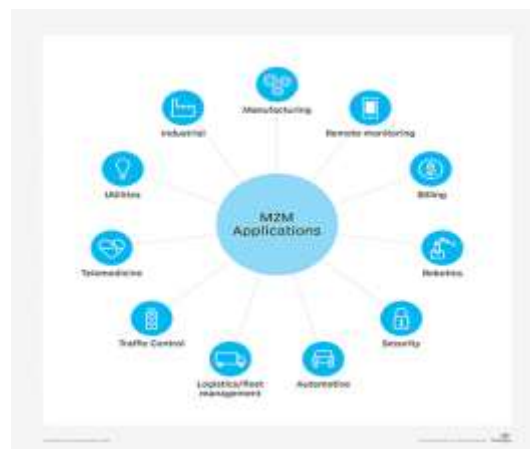 Manufacturing
Industrial
Remote monitoring
Utilities
Billing
M2M
Applications
Telemedicine
Robotics
Traffic Control
Security
Logistics/fleet
management
Automotive